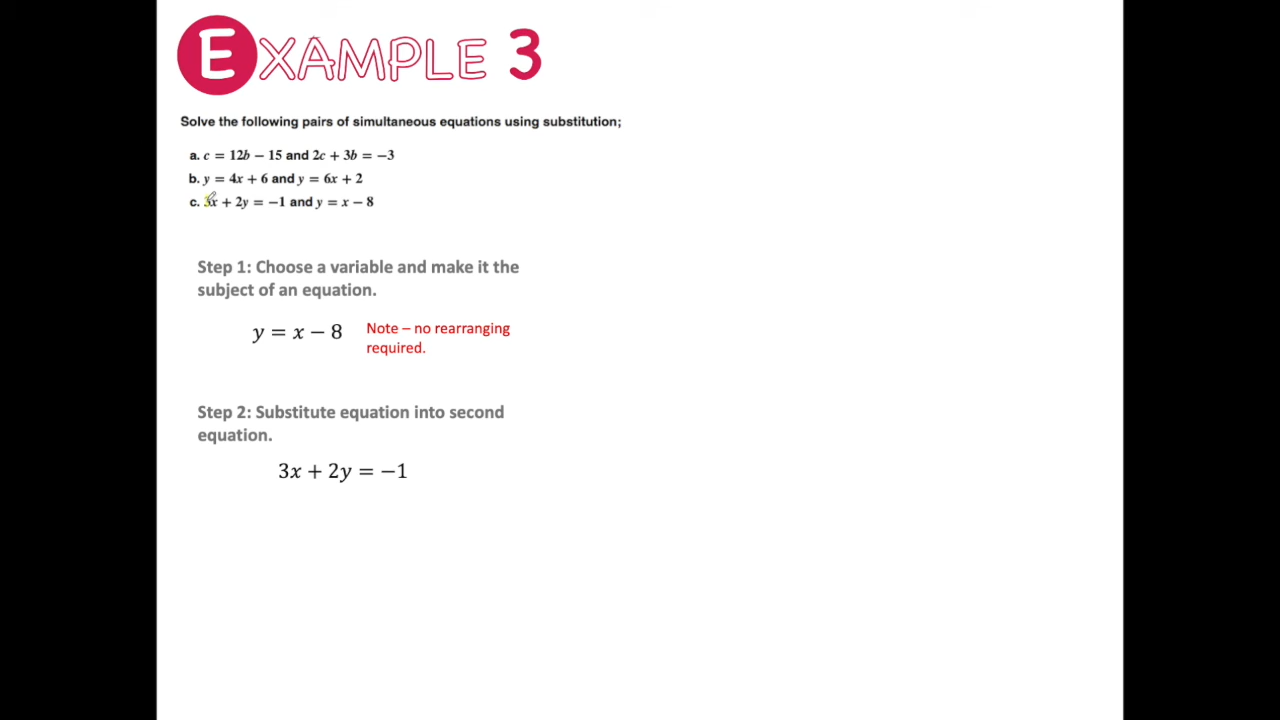 EXAMPLE 3
Solve the following pairs of simultaneous equations using substitution;
a. c = 12b − 15 and 2c + 3b = −3
b. y = 4x + 6 and y = 6x + 2
c. 3x + 2y = −1 and y = x − 8
Step 1: Choose a variable and make it the
subject of an equation.
y = x − 8
Note – no rearranging
required.
Step 2: Substitute equation into second
equation.
3x + 2y = −1